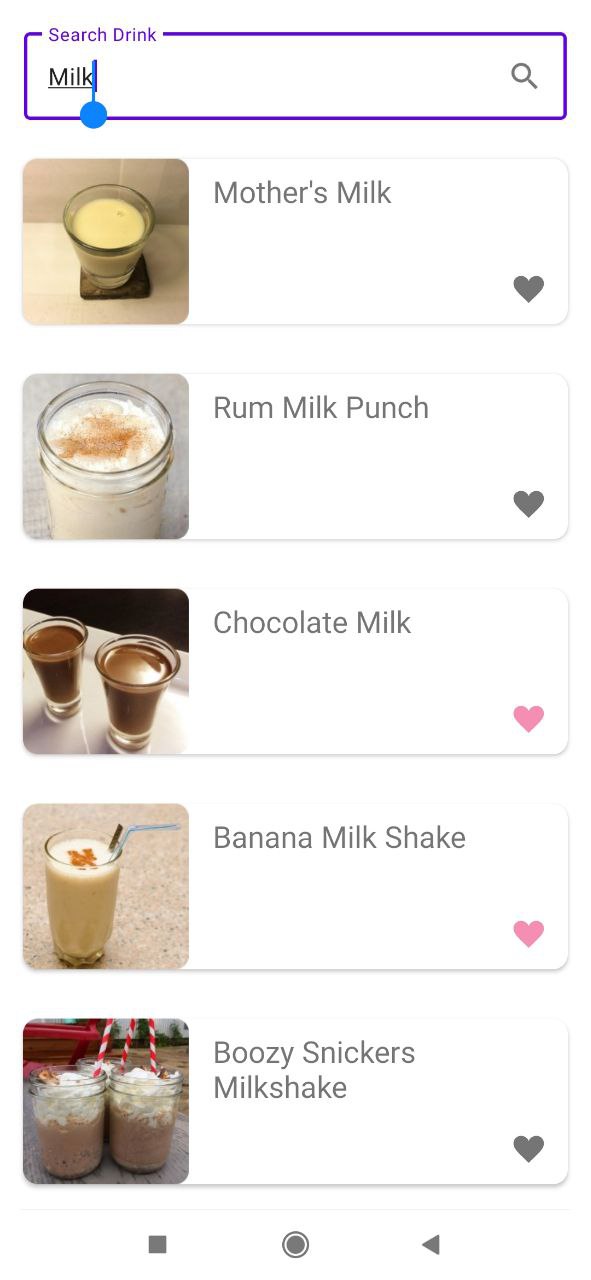 Search Drink
Milk
Mother's Milk
Rum Milk Punch
Chocolate Milk
Banana Milk Shake
Boozy Snickers
Milkshake